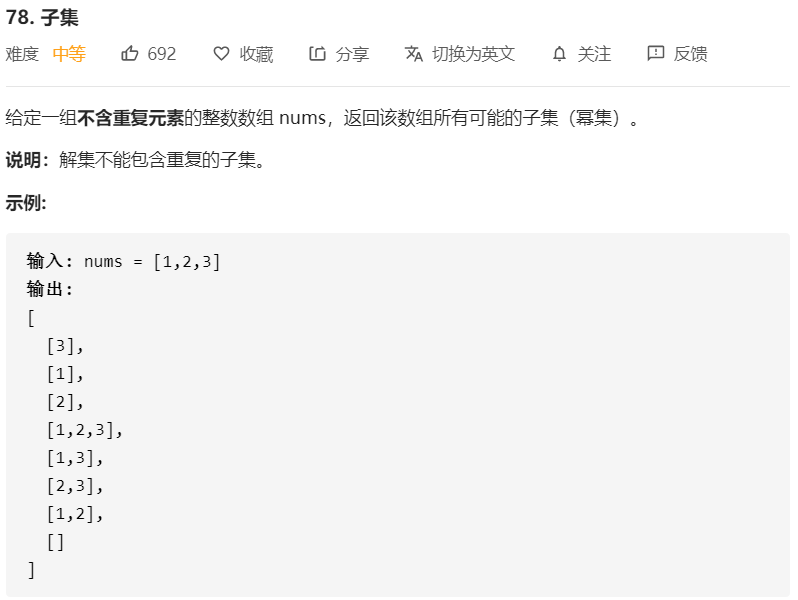 78. 子集
难度 中等 692 收藏 分享 切换为英文 关注 反馈
给定一组不含重复元素的整数数组 nums，返回该数组所有可能的子集（幂集）。
说明：解集不能包含重复的子集。
示例:
输入: nums = [1,2,3]
输出:
[
  [3],
  [1],
  [2],
  [1,2,3],
  [1,3],
  [2,3],
  [1,2],
  []
]